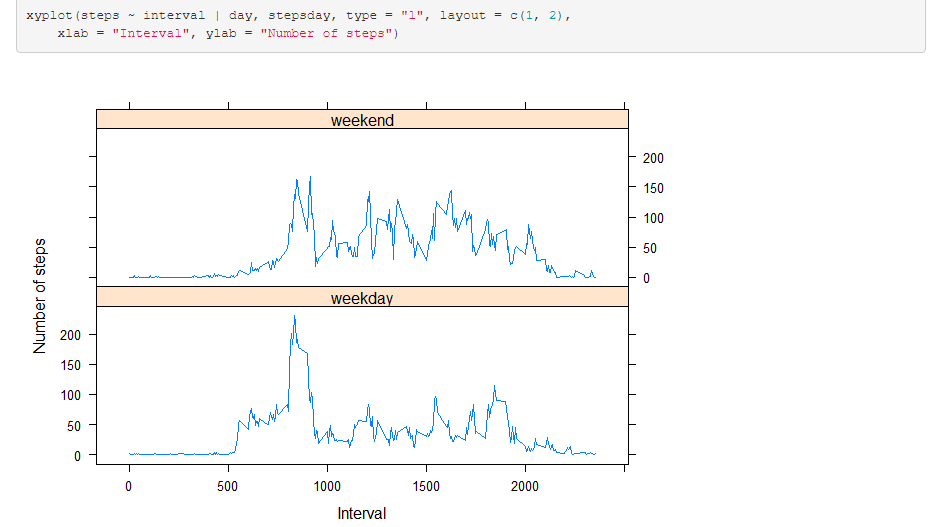 xyplot(steps ~ interval | day, stepsday, type = "l", layout = c(1, 2),
    xlab = "Interval", ylab = "Number of steps")
weekend
200
150
100
50
0
weekday
200
150
100
50
0
Number of steps
0 500 1000 1500 2000
Interval